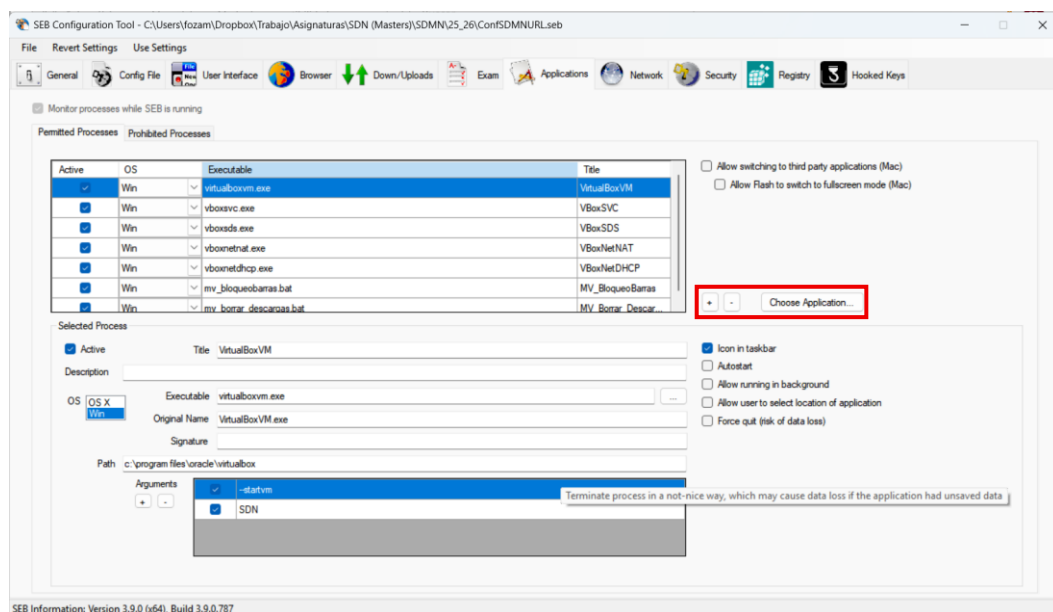 SEB Configuration Tool - C:\Users\fozam\Dropbox\Trabajo\Asignaturas\SDN (Masters)\SDMN\25_26\ConfSDMNURL.seb
File Revert Settings Use Settings
General Config File User Interface Browser Down/Uploads Exam Applications Network Security Registry Hooked Keys
Monitor processes while SEB is running
Permitted Processes Prohibited Processes
Active OS Executable Title
Win virtualboxvm.exe VirtualBoxVM
Win vboxsvc.exe VBoxSVC
Win vboxsds.exe VBoxSDS
Win vboxnetnat.exe VBoxNetNAT
Win vboxnetdhcp.exe VBoxNetDHCP
Win mv_bloqueobarras.bat MV_BloqueoBarras
Win mv_borrar_descargas.bat MV_Borrar_Descar...
Allow switching to third party applications (Mac)
Allow Flash to switch to fullscreen mode (Mac)
+ - Choose Application...
Selected Process
Active Title VirtualBoxVM
Description
OS OS X
Win
Executable virtualboxvm.exe ...
Original Name VirtualBoxVM.exe
Signature
Path c:\program files\oracle\virtualbox
Arguments
+ -
--startvm
SDN
Icon in taskbar
Autostart
Allow running in background
Allow user to select location of application
Force quit (risk of data loss)
Terminate process in a not-nice way, which may cause data loss if the application had unsaved data
SEB Information: Version 3.9.0 (x64), Build 3.9.0.787